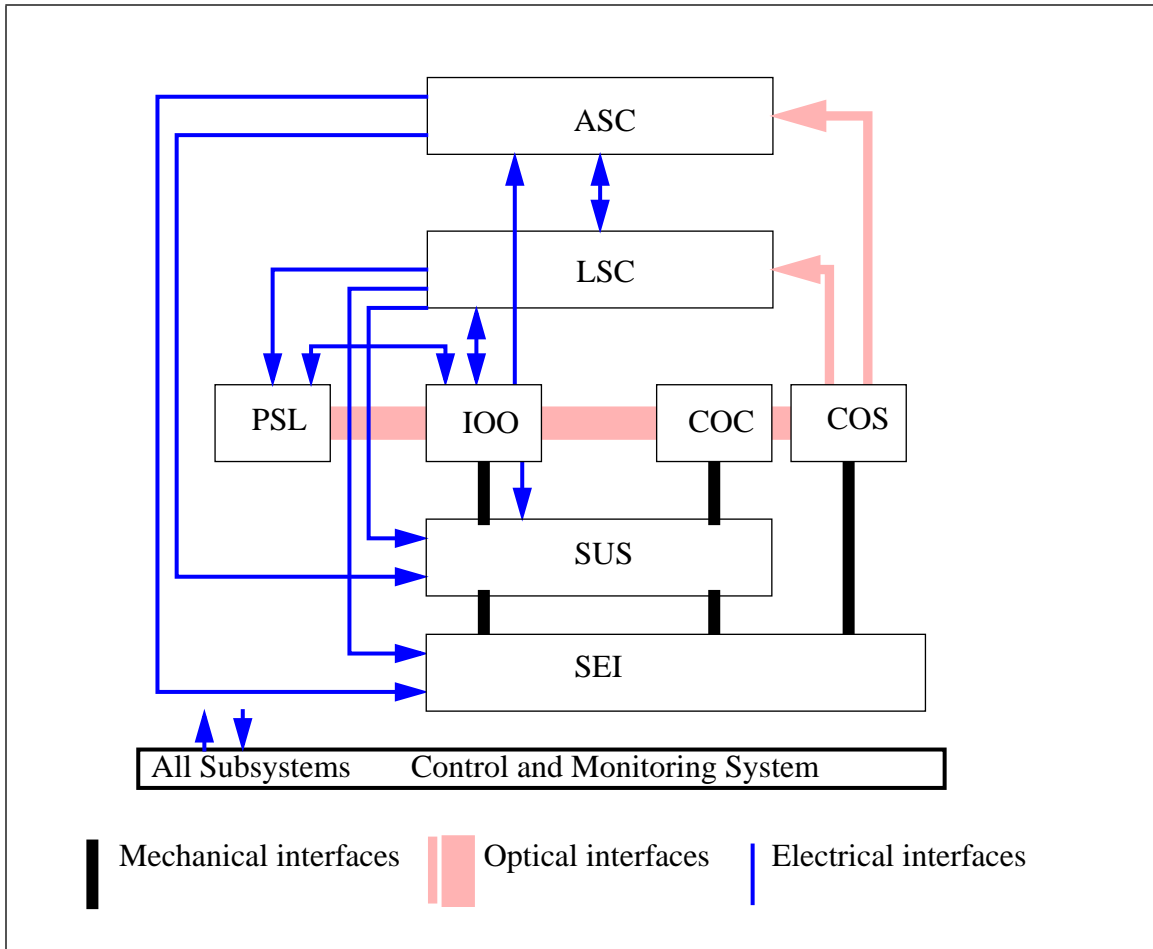 ASC
LSC
PSL
IOO
COC
COS
SUS
SEI
All Subsystems Control and Monitoring System
Mechanical interfaces
Optical interfaces
Electrical interfaces